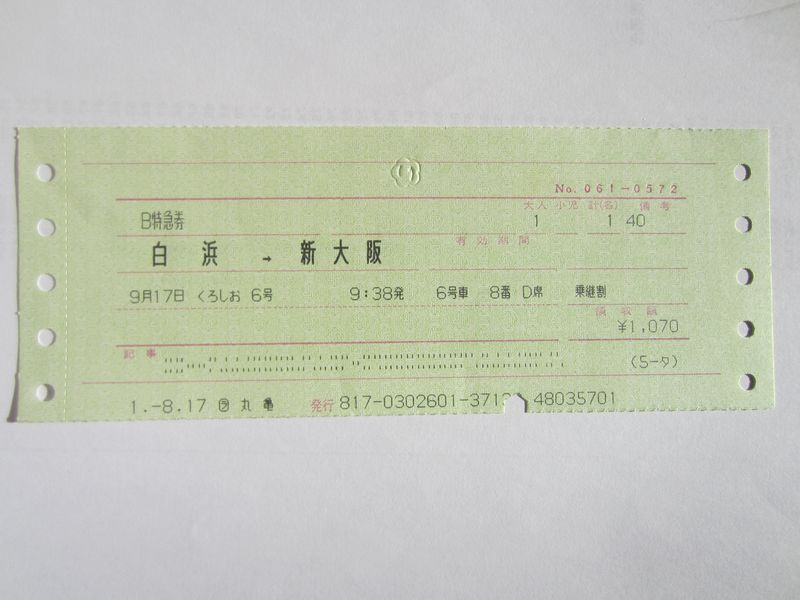 No. 061-0572
大人 小児 計(名) 備考
B特急券 1 1 40
白浜 → 新大阪 有効期間
9月17日 くろしお 6号 9:38発 6号車 8番 D席 乗継割
領収額
¥1,070
記事
(5-タ)
1.-8.17 丸亀 発行 817-0302601-3713 48035701